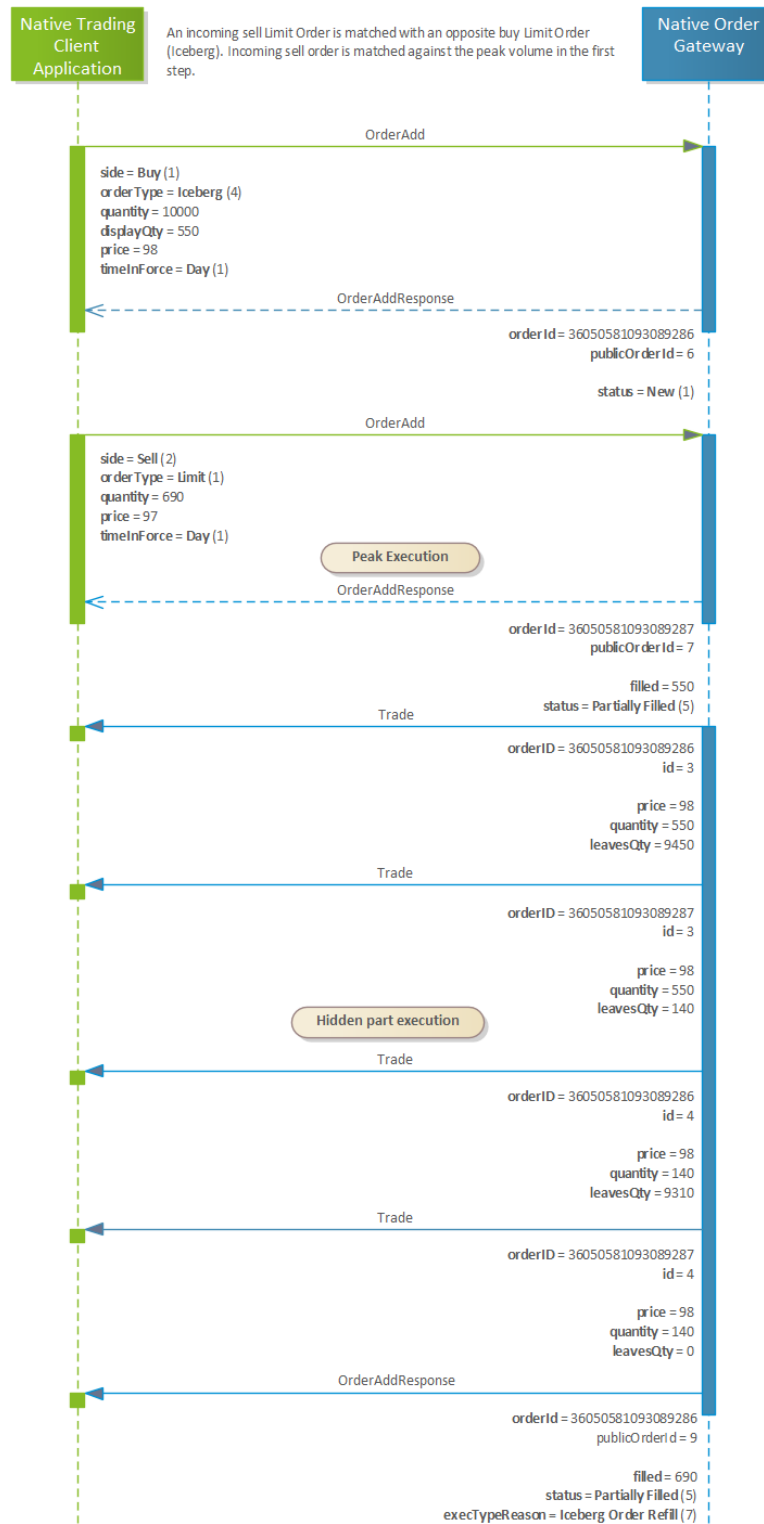 Native Trading
Client
Application
An incoming sell Limit Order is matched with an opposite buy Limit Order
(Iceberg). Incoming sell order is matched against the peak volume in the first
step.
Native Order
Gateway
OrderAdd
side = Buy (1)
orderType = Iceberg (4)
quantity = 10000
displayQty = 550
price = 98
timeInForce = Day (1)
OrderAddResponse
orderId = 36050581093089286
publicOrderId = 6
status = New (1)
OrderAdd
side = Sell (2)
orderType = Limit (1)
quantity = 690
price = 97
timeInForce = Day (1)
Peak Execution
OrderAddResponse
orderId = 36050581093089287
publicOrderId = 7
filled = 550
status = Partially Filled (5)
Trade
orderID = 36050581093089286
id = 3
price = 98
quantity = 550
leavesQty = 9450
Trade
orderID = 36050581093089287
id = 3
price = 98
quantity = 550
leavesQty = 140
Hidden part execution
Trade
orderID = 36050581093089286
id = 4
price = 98
quantity = 140
leavesQty = 9310
Trade
orderID = 36050581093089287
id = 4
price = 98
quantity = 140
leavesQty = 0
OrderAddResponse
orderId = 36050581093089286
publicOrderId = 9
filled = 690
status = Partially Filled (5)
execTypeReason = Iceberg Order Refill (7)